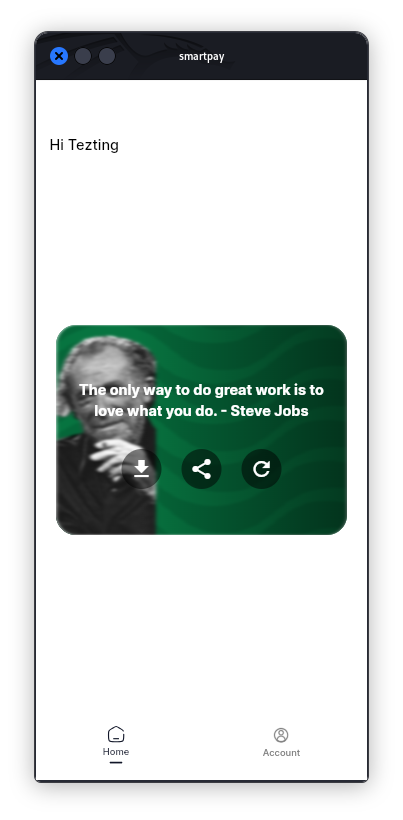 smartpay
Hi Tezting
The only way to do great work is to
love what you do. - Steve Jobs
Home
Account